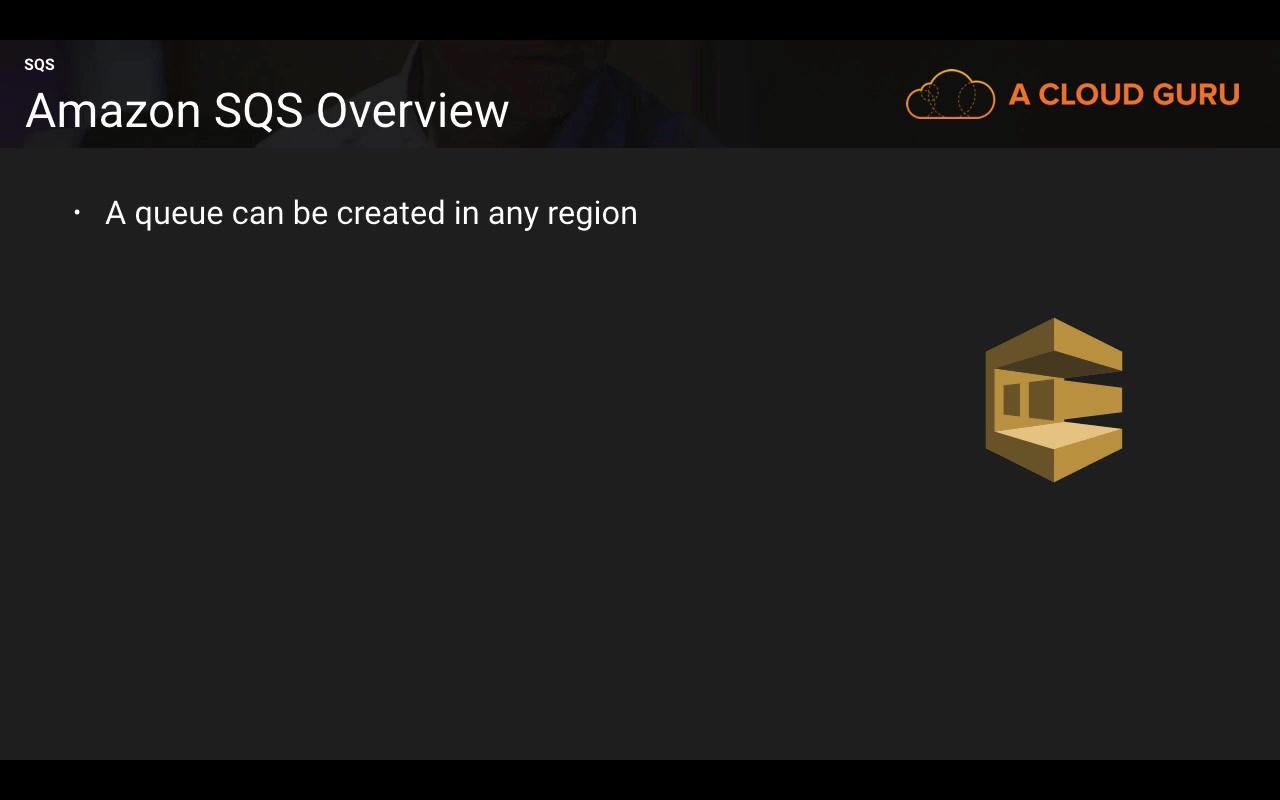 SQS
Amazon SQS Overview
A CLOUD GURU
· A queue can be created in any region